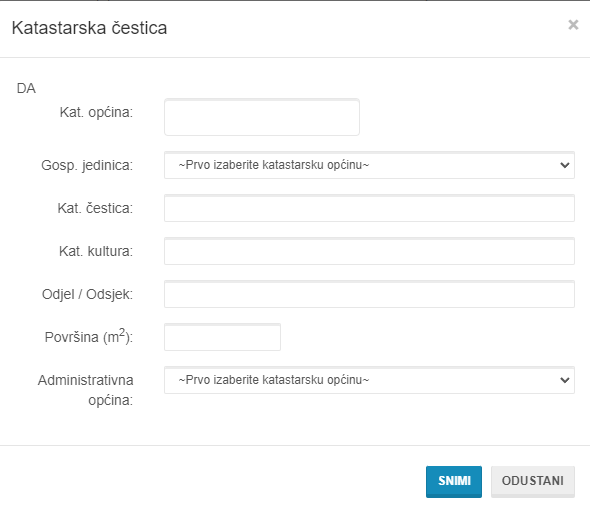 Katastarska čestica ×
DA
Kat. općina:
Gosp. jedinica: ~Prvo izaberite katastarsku općinu~
Kat. čestica:
Kat. kultura:
Odjel / Odsjek:
Površina (m²):
Administrativna ~Prvo izaberite katastarsku općinu~
općina:
SNIMI ODUSTANI